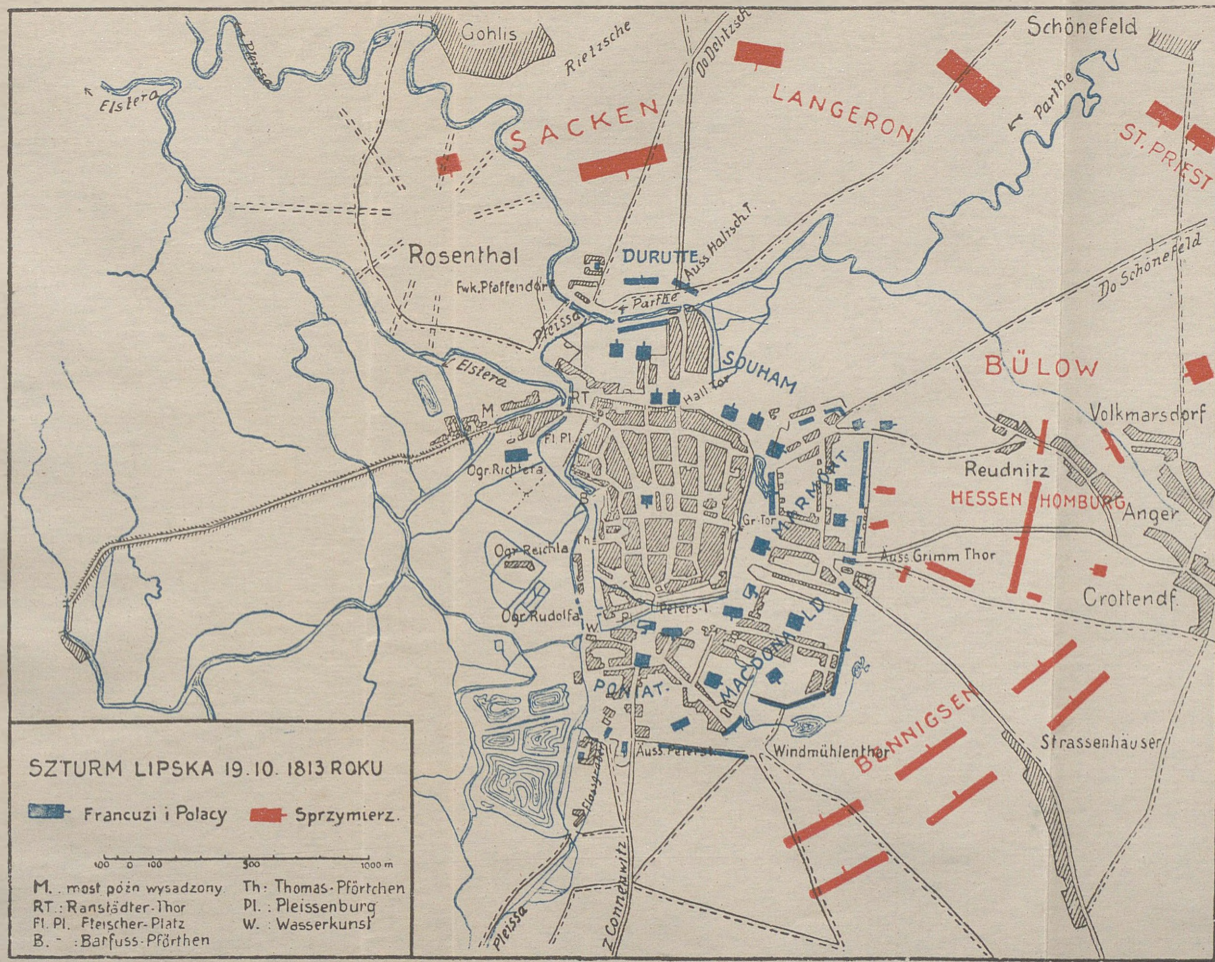 Gohlis
Rietzsche
Do Delitzsch
Schönefeld
Pleissa
Elstera
SACKEN
LANGERON
Parthe
ST. PRIEST
Rosenthal
DURUTTE
Auss Halisch. T.
Do Schönefeld
Fwk. Pfaffendorf
Parthe
Pleissa
Elstera
SOUHAM
BÜLOW
M
RT
Hall Tor
Volkmarsdorf
Fl Pl.
Ogr. Richtera
MARMONT
Reudnitz
HESSEN HOMBURG
Anger
Gr. Tor
Th.
Ogr. Reichla
Auss Grimm Thor
Crottendf.
Ogr. Rudolfa
W
Pl.
Peters-T
PONIAT.
MACDONALD
BENNIGSEN
Strassenhäuser
Auss. Peterst.
Windmühlenthor
Flossgraben
Z Connewitz
Pleissa
SZTURM LIPSKA 19.10.1813 ROKU
Francuzi i Polacy
Sprzymierz.
100 0 100 500 1000 m
M. . most późn wysadzony
RT.: Ranstädter-Thor
Fl. Pl. Fleischer-Platz
B. - : Barfuss-Pförthen
Th: Thomas-Pförtchen
Pl. : Pleissenburg
W. : Wasserkunst